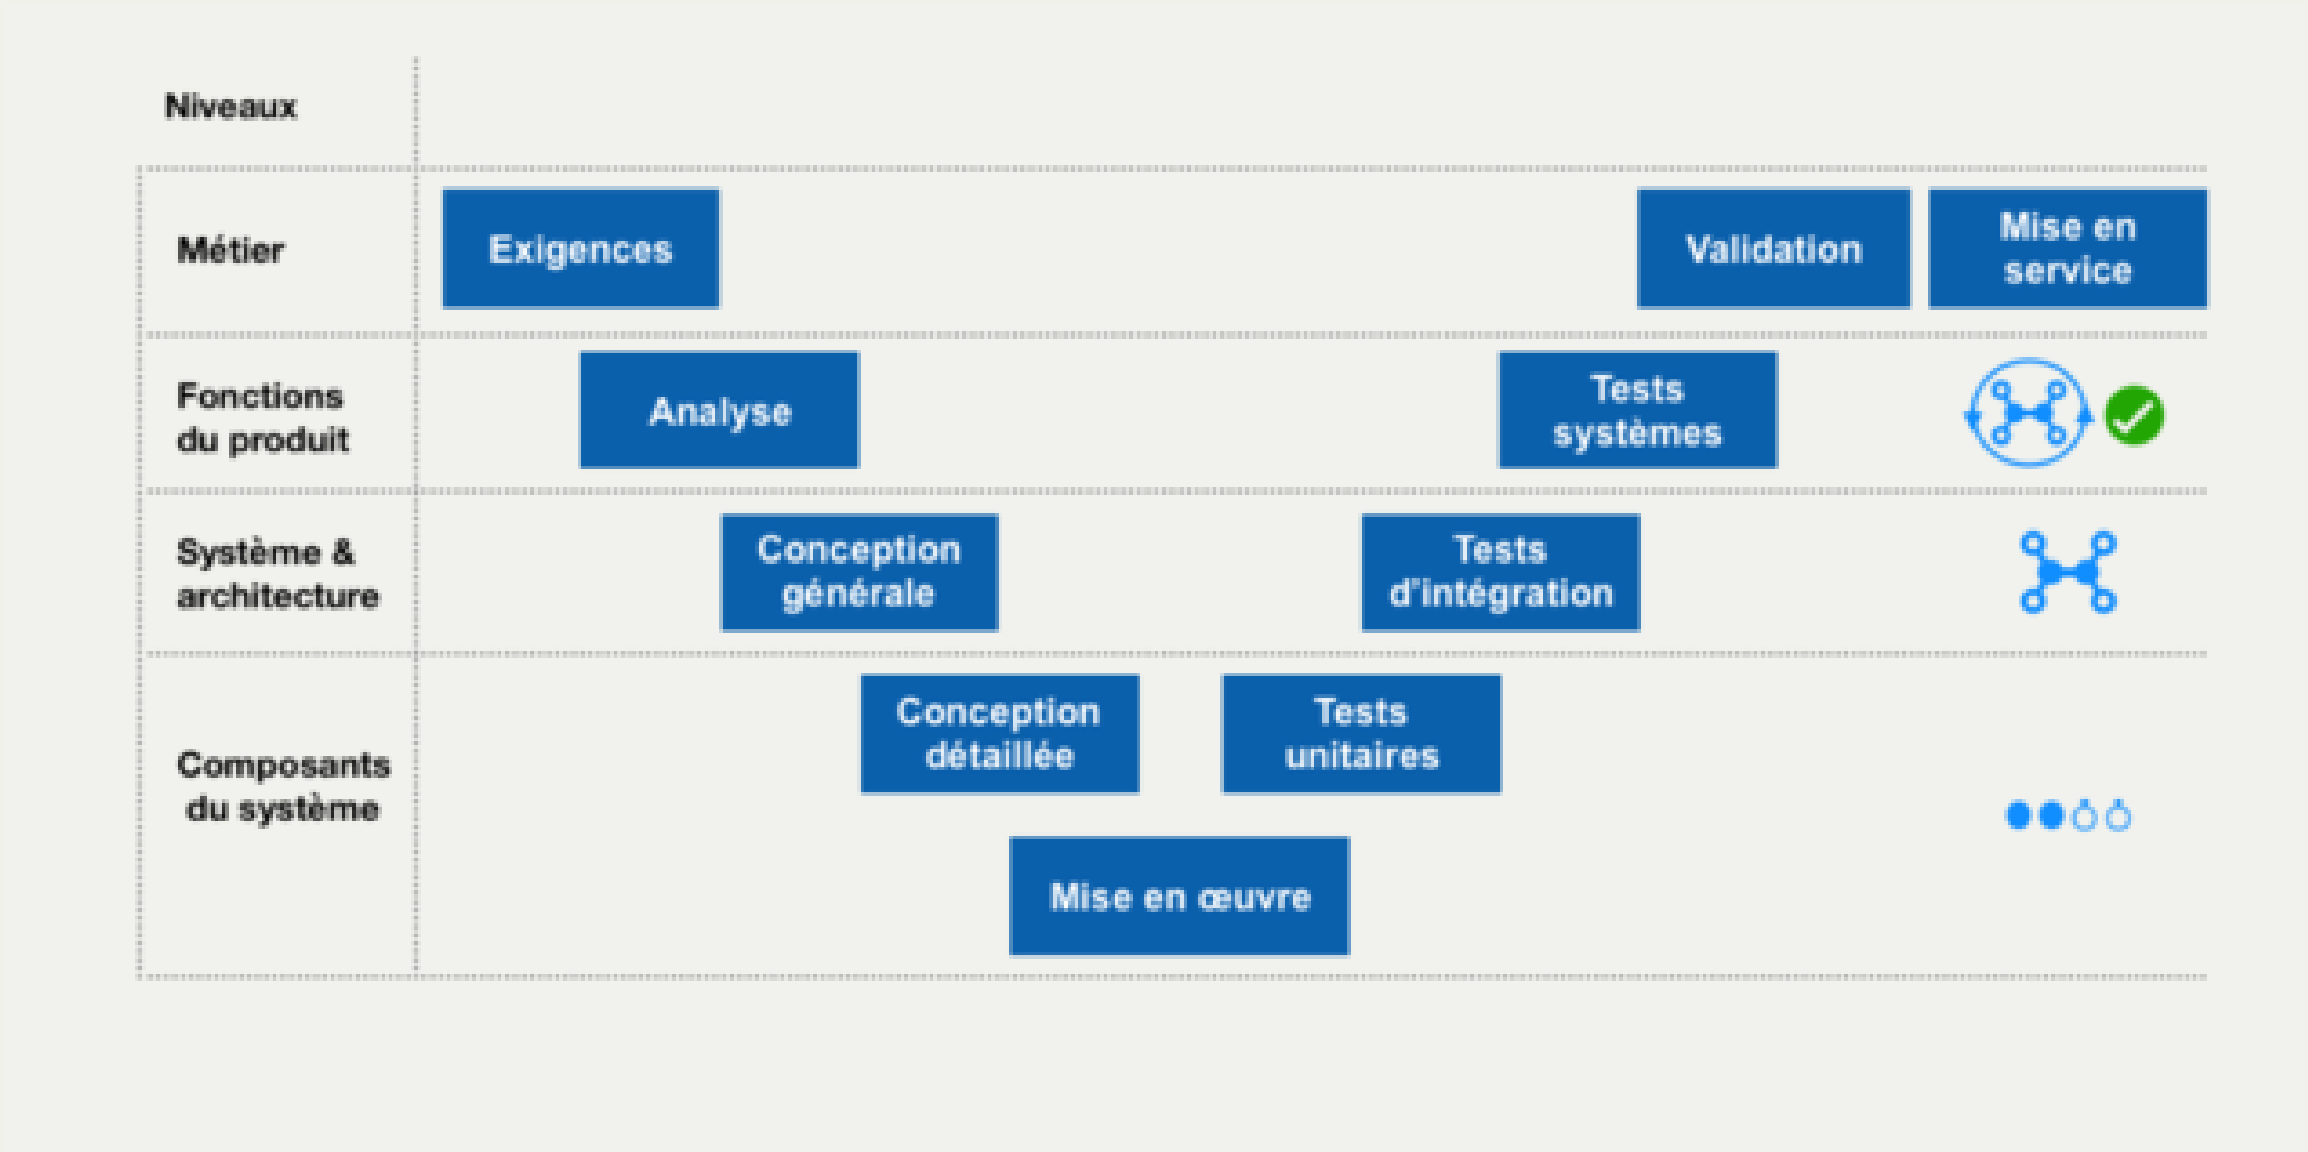 Niveaux
Métier
Exigences
Validation
Mise en
service
Fonctions
du produit
Analyse
Tests
systèmes
Système &
architecture
Conception
générale
Tests
d'intégration
Composants
du système
Conception
détaillée
Tests
unitaires
Mise en œuvre